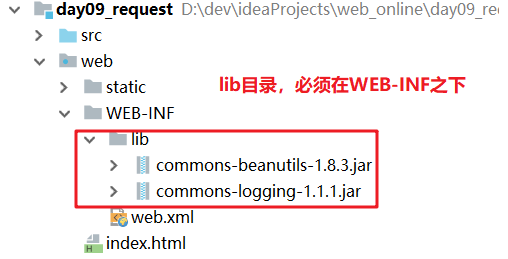 day09_request D:\dev\ideaProjects\web_online\day09_re
src
web
static
lib目录，必须在WEB-INF之下
WEB-INF
lib
commons-beanutils-1.8.3.jar
commons-logging-1.1.1.jar
web.xml
index.html